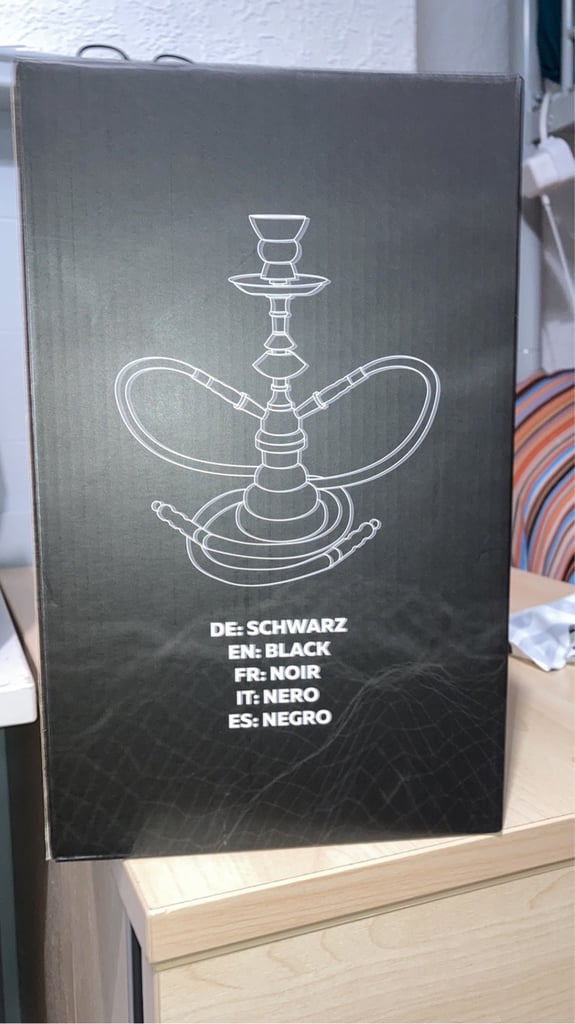 DE: SCHWARZ
EN: BLACK
FR: NOIR
IT: NERO
ES: NEGRO